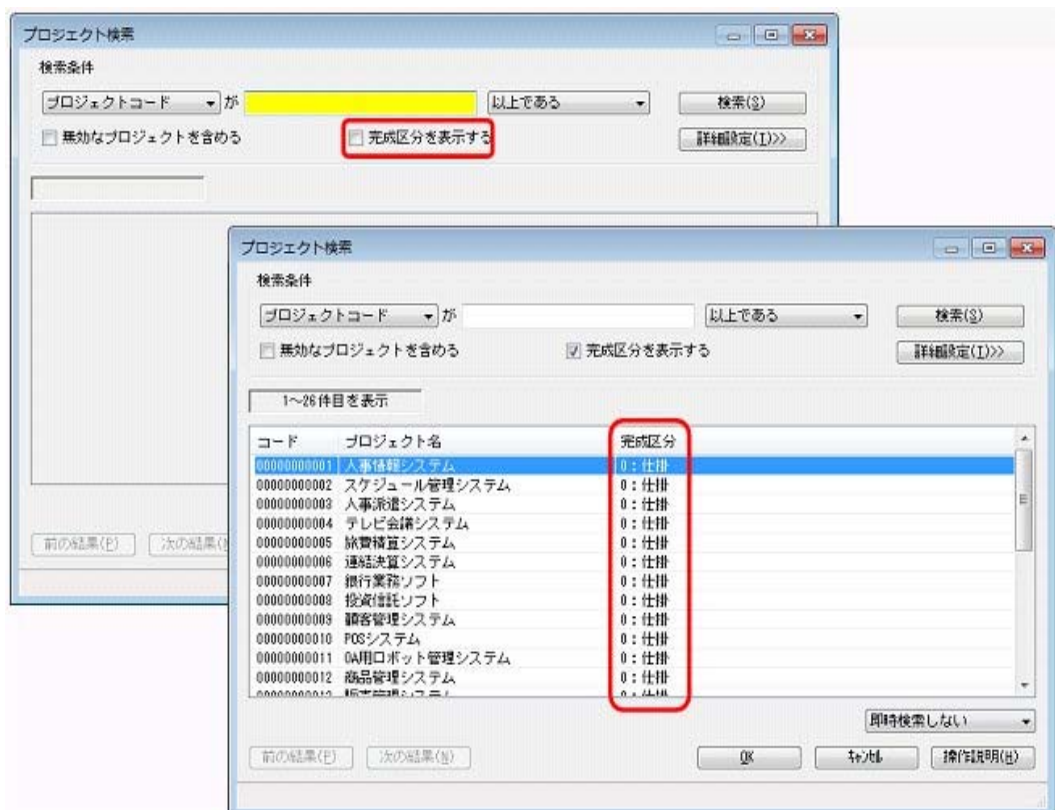 プロジェクト検索
検索条件
プロジェクトコード が 以上である 検索(S)
無効なプロジェクトを含める 完成区分を表示する 詳細設定(I)>>
前の結果(P) 次の結果(
プロジェクト検索
検索条件
プロジェクトコード が 以上である 検索(S)
無効なプロジェクトを含める 完成区分を表示する 詳細設定(I)>>
1～26件目を表示
コード プロジェクト名 完成区分
00000000001 人事情報システム 0：仕掛
00000000002 スケジュール管理システム 0：仕掛
00000000003 人事派遣システム 0：仕掛
00000000004 テレビ会議システム 0：仕掛
00000000005 旅費積算システム 0：仕掛
00000000006 連結決算システム 0：仕掛
00000000007 銀行業務ソフト 0：仕掛
00000000008 投資信託ソフト 0：仕掛
00000000009 顧客管理システム 0：仕掛
00000000010 POSシステム 0：仕掛
00000000011 OA用ロボット管理システム 0：仕掛
00000000012 商品管理システム 0：仕掛
即時検索しない
前の結果(P) 次の結果(N) OK キャンセル 操作説明(H)